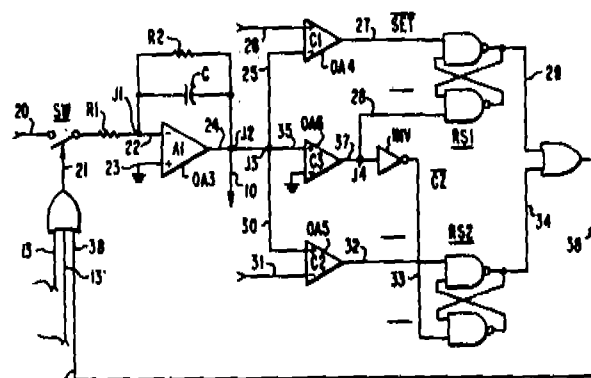 R2
C
20
SW
R1
J1
22
21
23
A1
OA3
24
J2
J3
10
26
25
C1
OA4
27
SET
28
RS1
29
35
OA6
C3
37
J4
INV
CZ
30
31
OA5
C2
32
33
RS2
34
38
13
13'
38